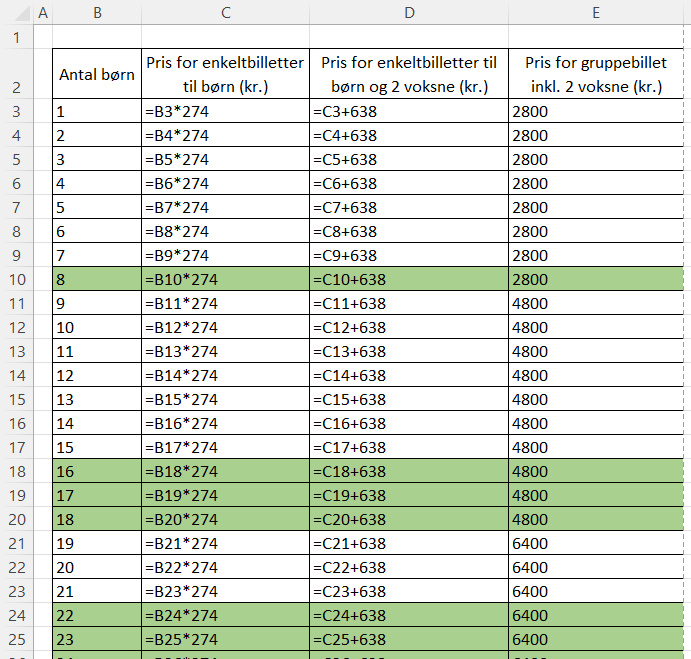 A B C D E
1
2 Antal børn Pris for enkeltbilletter til børn (kr.) Pris for enkeltbilletter til børn og 2 voksne (kr.) Pris for gruppebillet inkl. 2 voksne (kr.)
3 1 =B3*274 =C3+638 2800
4 2 =B4*274 =C4+638 2800
5 3 =B5*274 =C5+638 2800
6 4 =B6*274 =C6+638 2800
7 5 =B7*274 =C7+638 2800
8 6 =B8*274 =C8+638 2800
9 7 =B9*274 =C9+638 2800
10 8 =B10*274 =C10+638 2800
11 9 =B11*274 =C11+638 4800
12 10 =B12*274 =C12+638 4800
13 11 =B13*274 =C13+638 4800
14 12 =B14*274 =C14+638 4800
15 13 =B15*274 =C15+638 4800
16 14 =B16*274 =C16+638 4800
17 15 =B17*274 =C17+638 4800
18 16 =B18*274 =C18+638 4800
19 17 =B19*274 =C19+638 4800
20 18 =B20*274 =C20+638 4800
21 19 =B21*274 =C21+638 6400
22 20 =B22*274 =C22+638 6400
23 21 =B23*274 =C23+638 6400
24 22 =B24*274 =C24+638 6400
25 23 =B25*274 =C25+638 6400